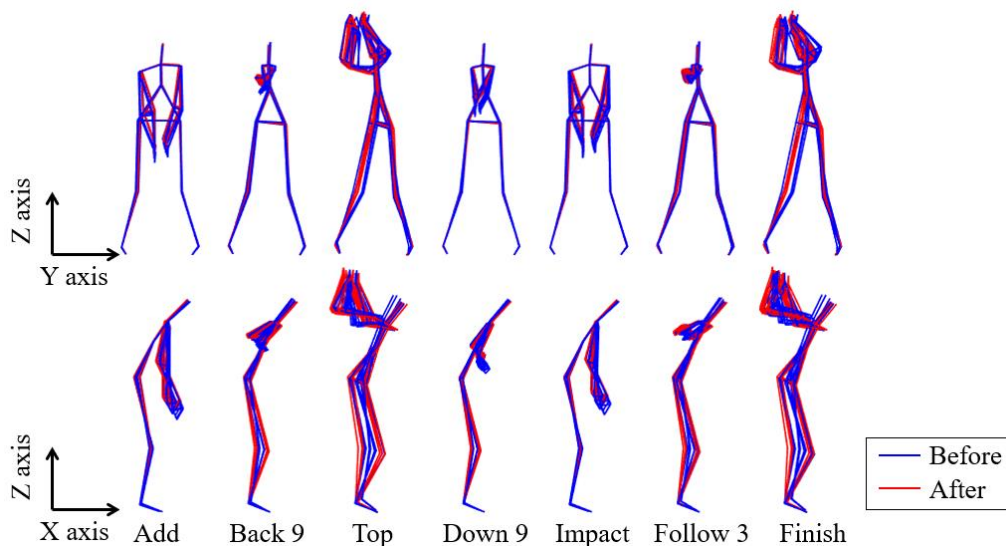 Z axis
Y axis
Z axis
X axis
Add
Back 9
Top
Down 9
Impact
Follow 3
Finish
Before
After